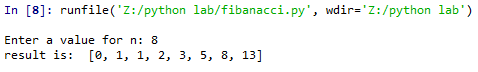 In [8]: runfile('Z:/python lab/fibanacci.py', wdir='Z:/python lab')
Enter a value for n: 8
result is:  [0, 1, 1, 2, 3, 5, 8, 13]